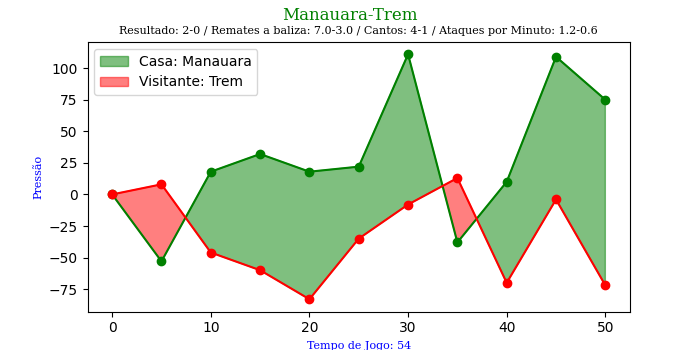 Manauara-Trem
Resultado: 2-0 / Remates a baliza: 7.0-3.0 / Cantos: 4-1 / Ataques por Minuto: 1.2-0.6
Casa: Manauara
Visitante: Trem
Pressão
100
75
50
25
0
−25
−50
−75
0 10 20 30 40 50
Tempo de Jogo: 54